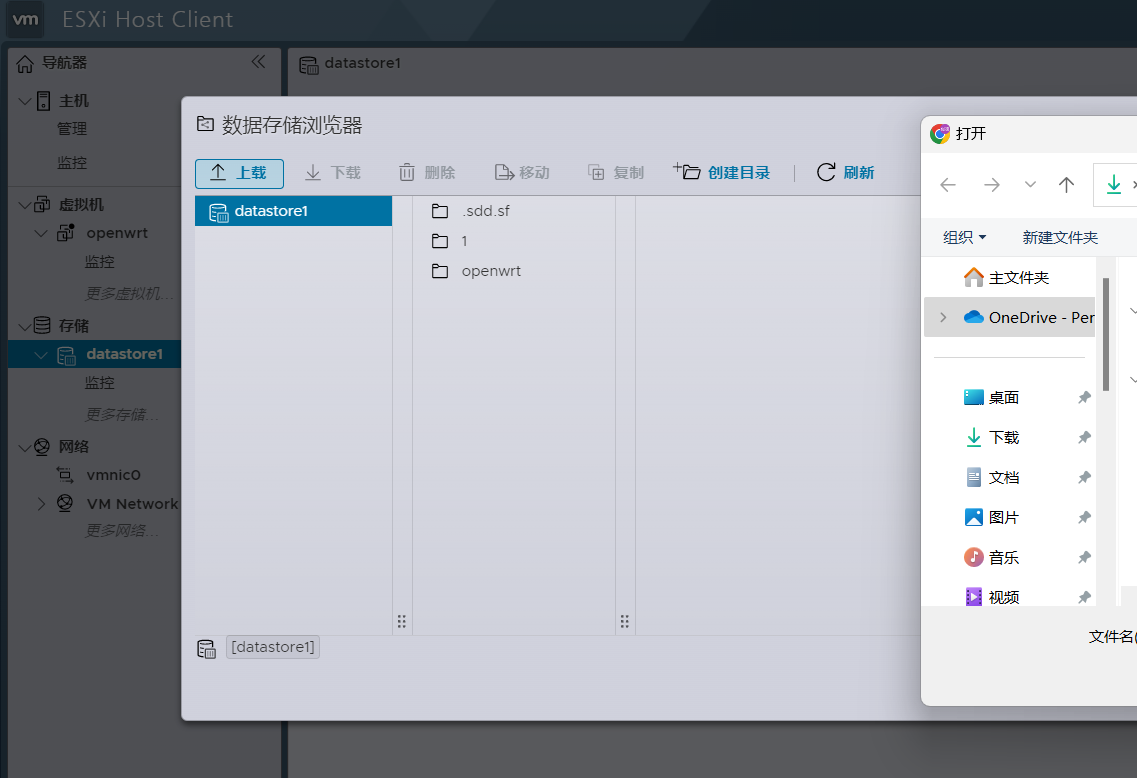 vm ESXi Host Client
导航器
主机
管理
监控
虚拟机
openwrt
监控
更多虚拟机...
存储
datastore1
监控
更多存储...
网络
vmnic0
VM Network
更多网络...
datastore1
数据存储浏览器
上载 下载 删除 移动 复制 创建目录 刷新
datastore1
.sdd.sf
1
openwrt
[datastore1]
打开
组织 新建文件夹
主文件夹
OneDrive - Per
桌面
下载
文档
图片
音乐
视频
文件名(